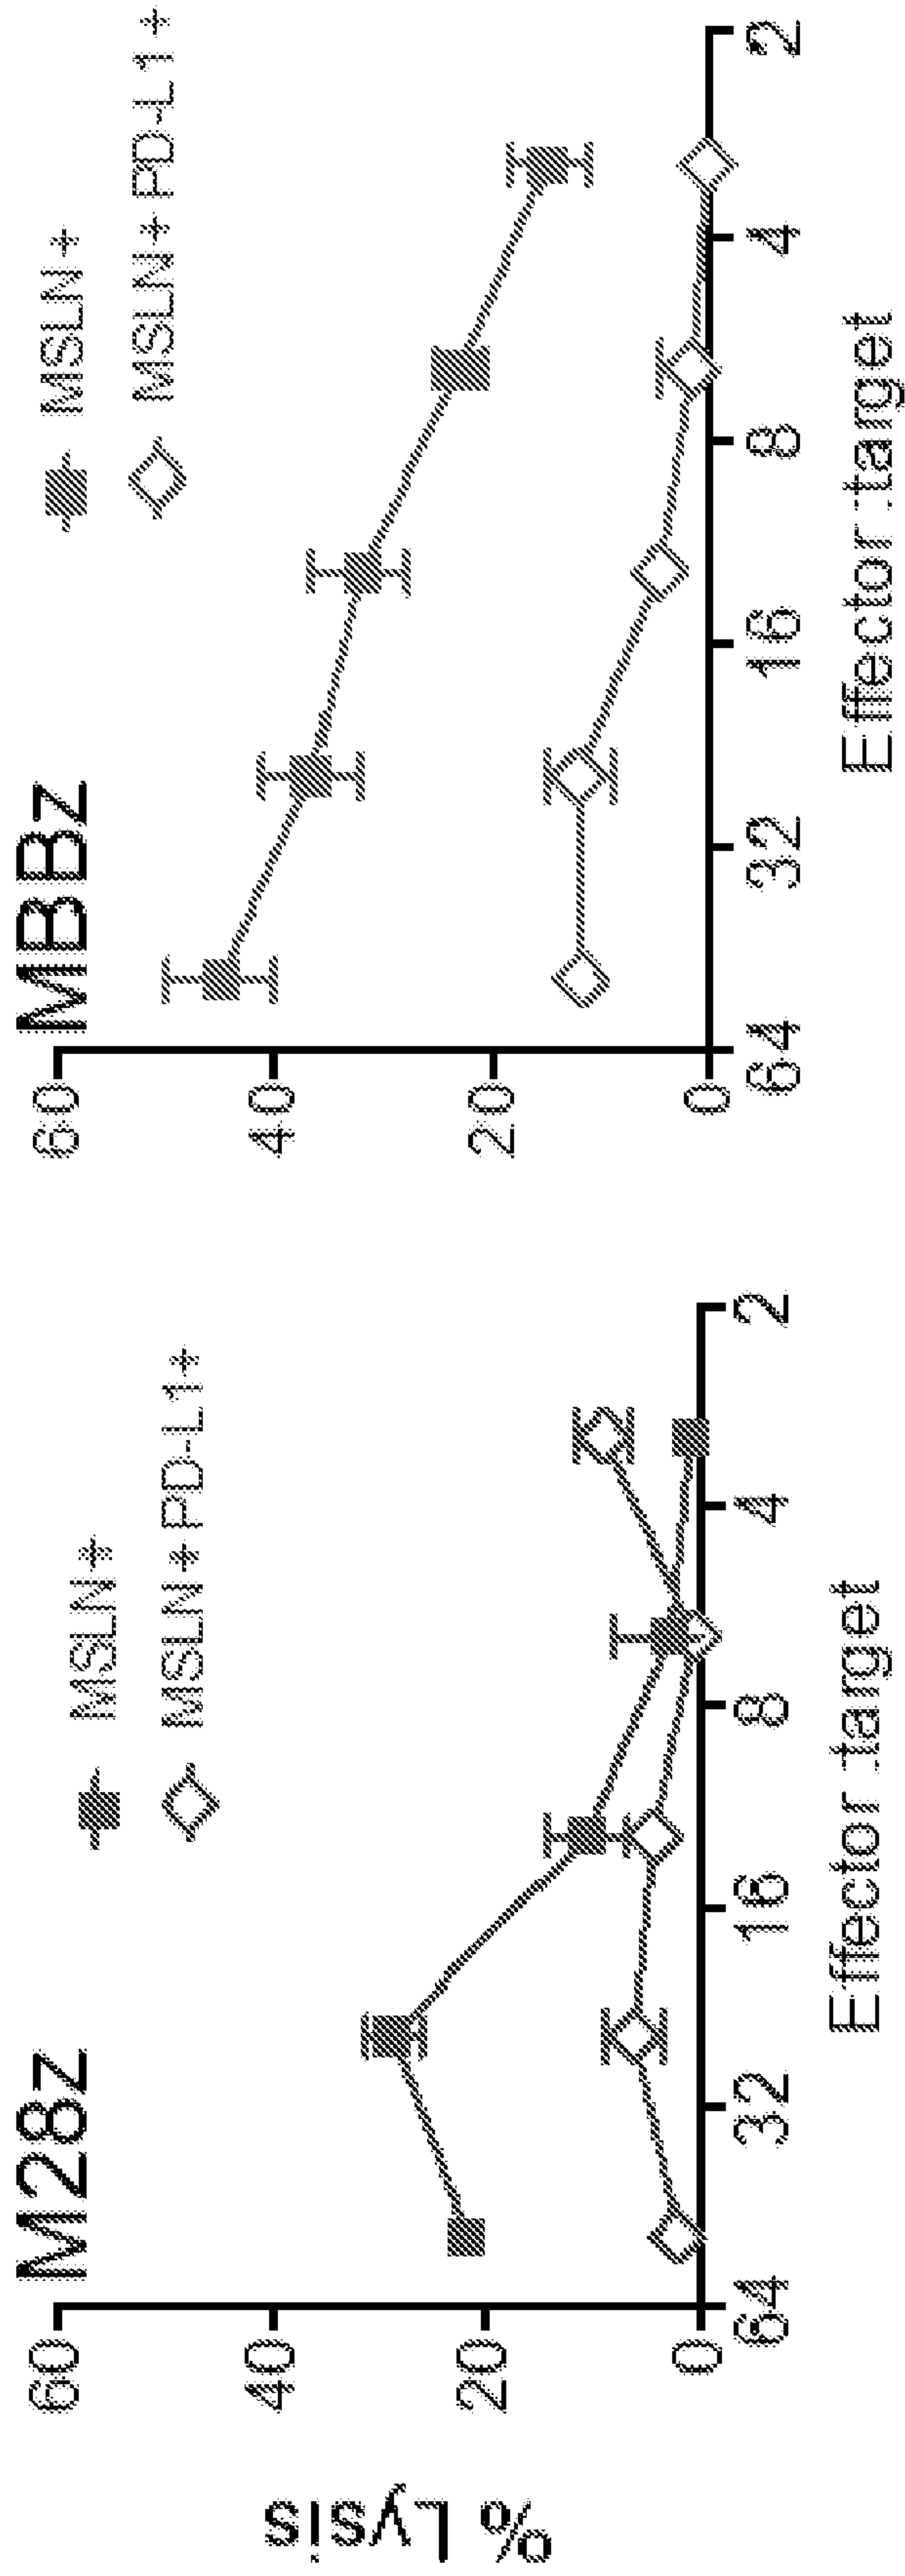 M28z
MSLN+
MSLN+ PD-L1+
% Lysis
60
40
20
0
64 32 16 8 4 2
Effector:target
MBBz
MSLN+
MSLN+ PD-L1+
60
40
20
0
64 32 16 8 4 2
Effector:target